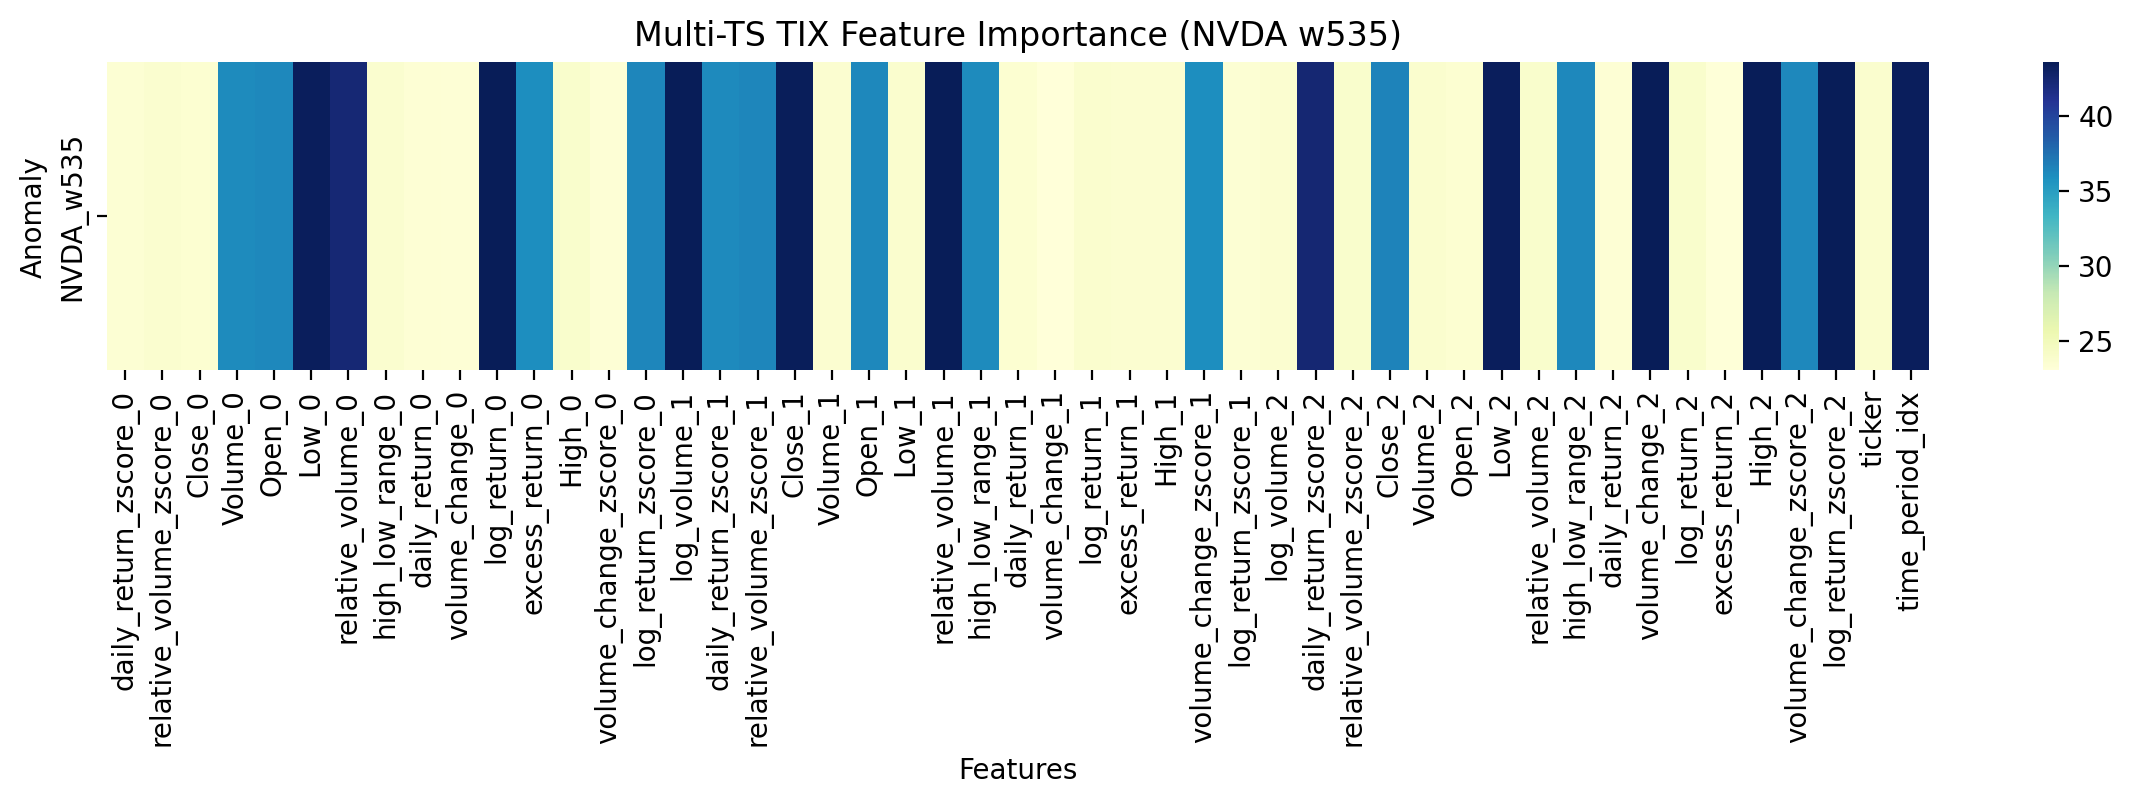 Multi-TS TIX Feature Importance (NVDA w535)
Anomaly
NVDA_w535
40
35
30
25
daily_return_zscore_0
relative_volume_zscore_0
Close_0
Volume_0
Open_0
Low_0
relative_volume_0
high_low_range_0
daily_return_0
volume_change_0
log_return_0
excess_return_0
High_0
volume_change_zscore_0
log_return_zscore_0
log_volume_1
daily_return_zscore_1
relative_volume_zscore_1
Close_1
Volume_1
Open_1
Low_1
relative_volume_1
high_low_range_1
daily_return_1
volume_change_1
log_return_1
excess_return_1
High_1
volume_change_zscore_1
log_return_zscore_1
log_volume_2
daily_return_zscore_2
relative_volume_zscore_2
Close_2
Volume_2
Open_2
Low_2
relative_volume_2
high_low_range_2
daily_return_2
volume_change_2
log_return_2
excess_return_2
High_2
volume_change_zscore_2
log_return_zscore_2
ticker
time_period_idx
Features